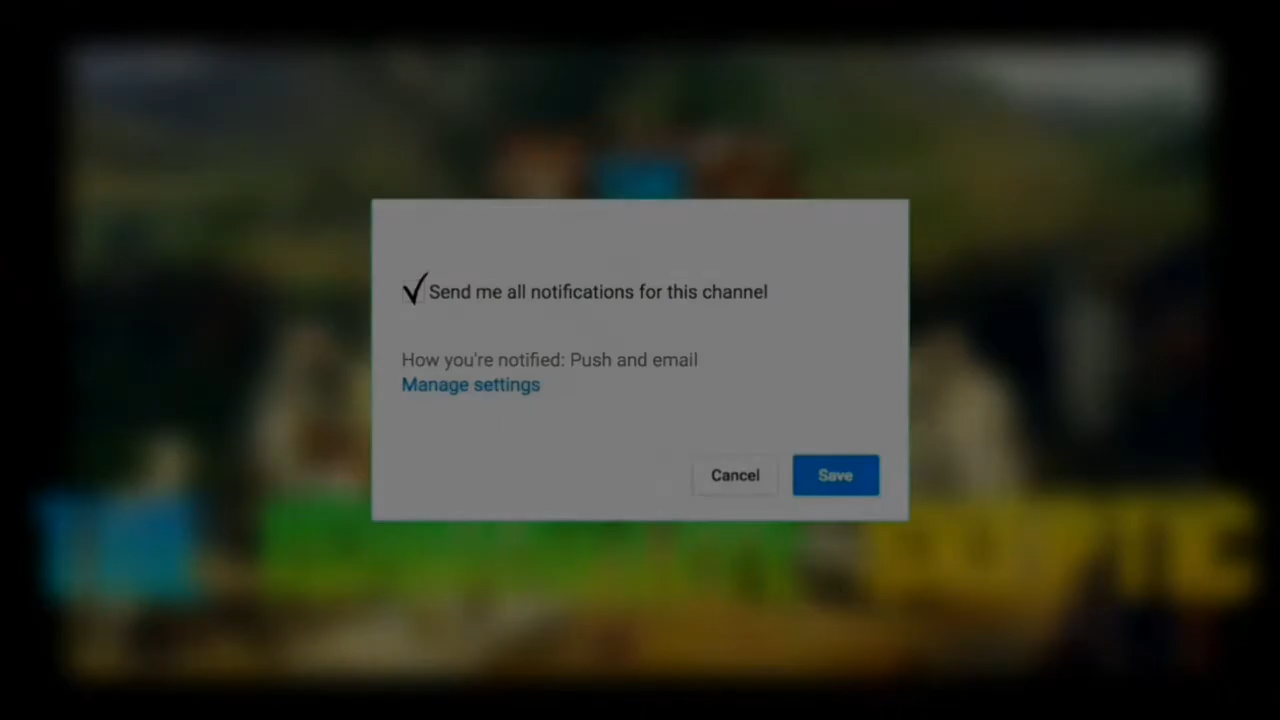 Send me all notifications for this channel
How you're notified: Push and email
Manage settings
Cancel
Save